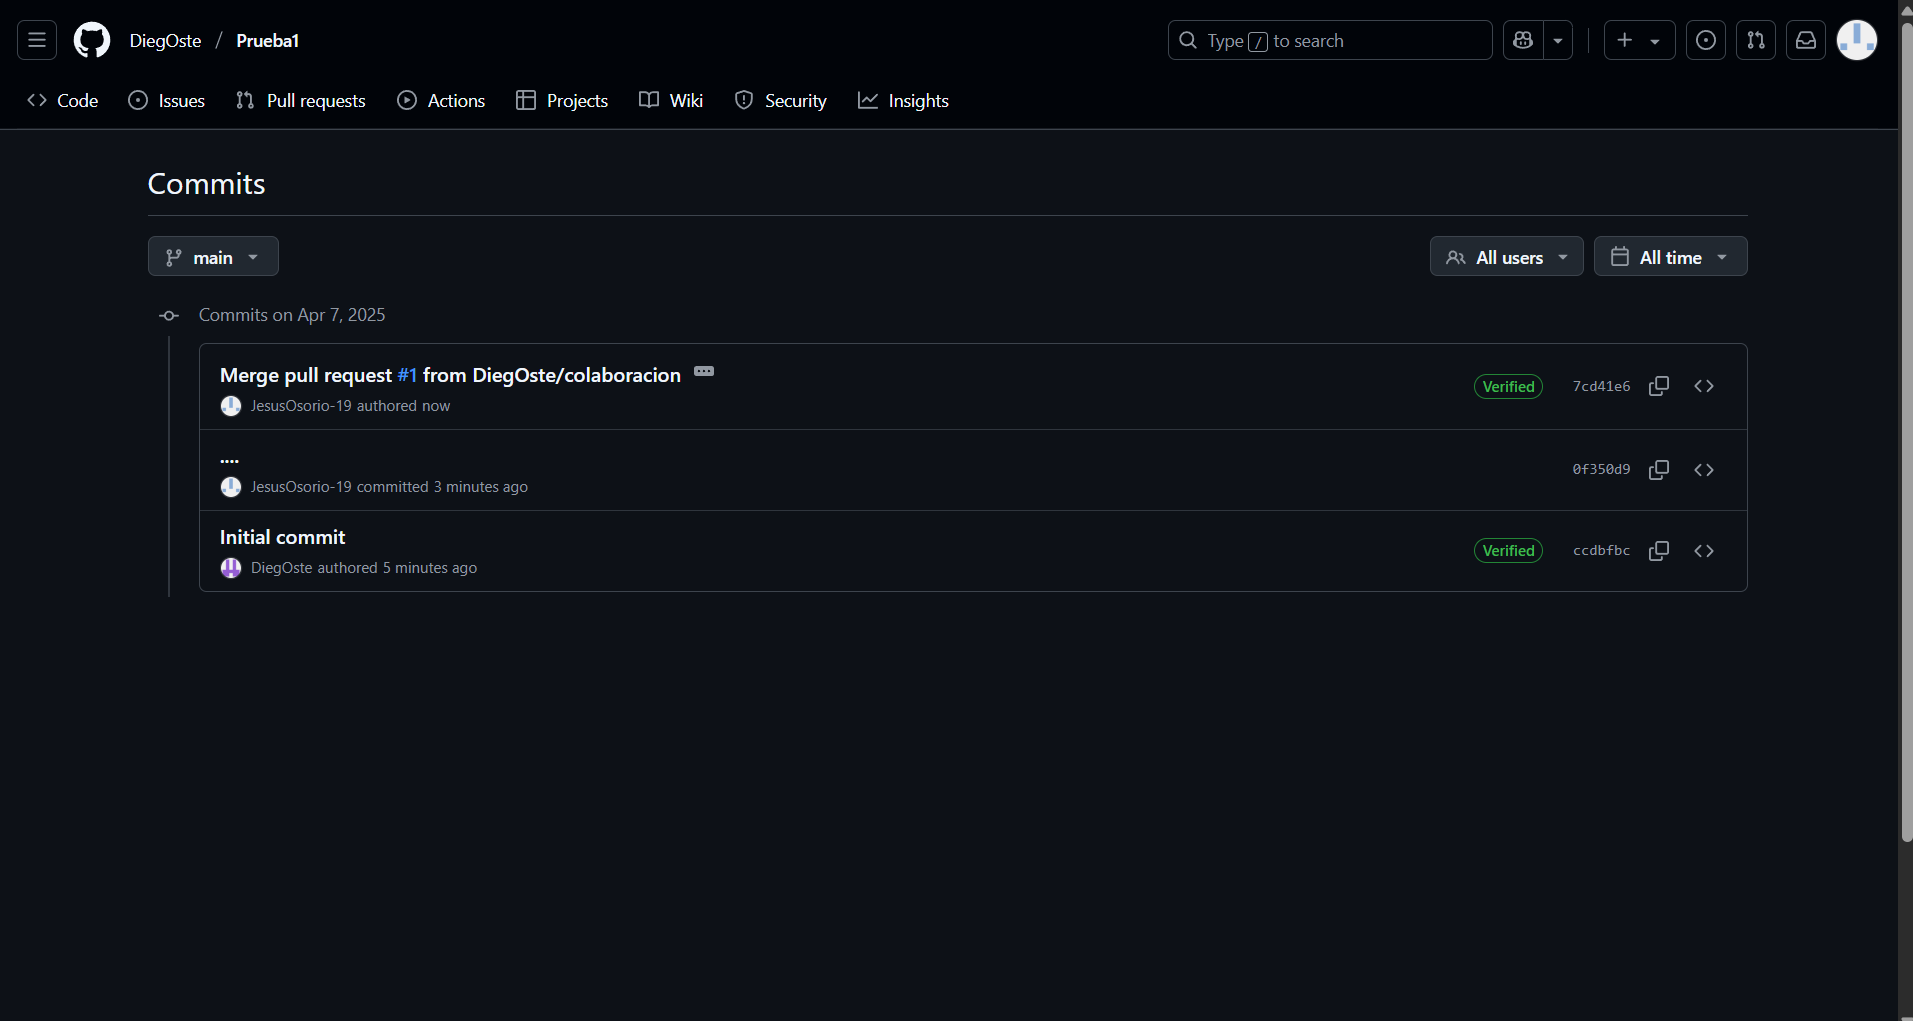 DiegOste / Prueba1
Type / to search
Code Issues Pull requests Actions Projects Wiki Security Insights
Commits
main
All users All time
Commits on Apr 7, 2025
Merge pull request #1 from DiegOste/colaboracion
JesusOsorio-19 authored now
Verified 7cd41e6
....
JesusOsorio-19 committed 3 minutes ago
0f350d9
Initial commit
DiegOste authored 5 minutes ago
Verified ccdbfbc